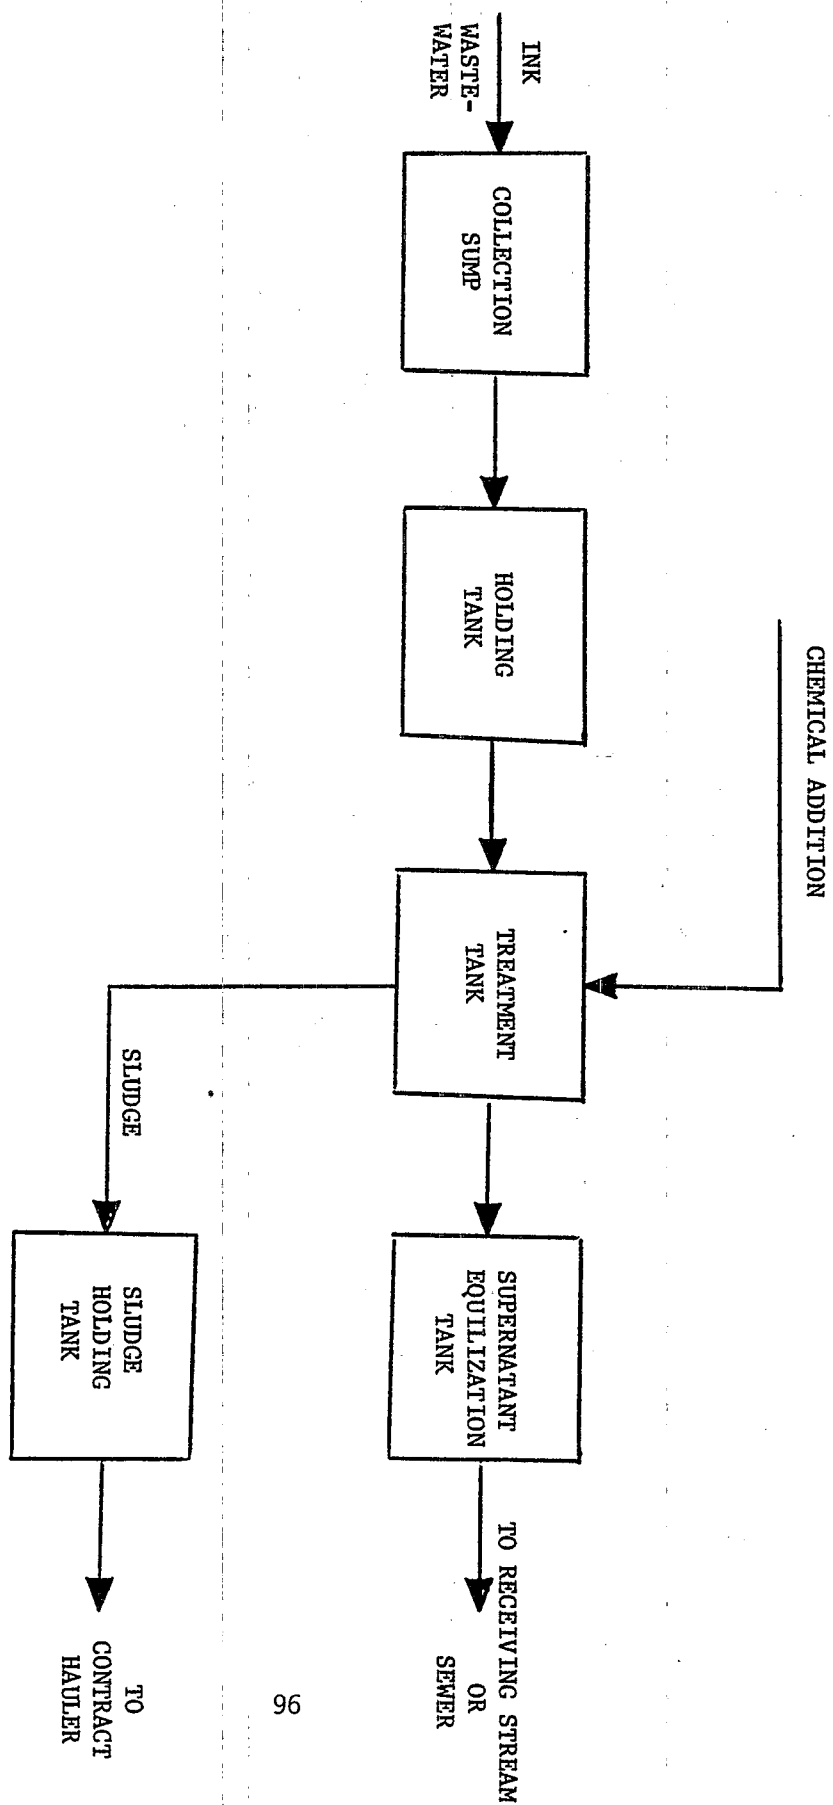 CHEMICAL ADDITION
INK
WASTE-
WATER
COLLECTION
SUMP
HOLDING
TANK
TREATMENT
TANK
SUPERNATANT
EQUILIZATION
TANK
TO RECEIVING STREAM
OR
SEWER
SLUDGE
SLUDGE
HOLDING
TANK
TO
CONTRACT
HAULER
96